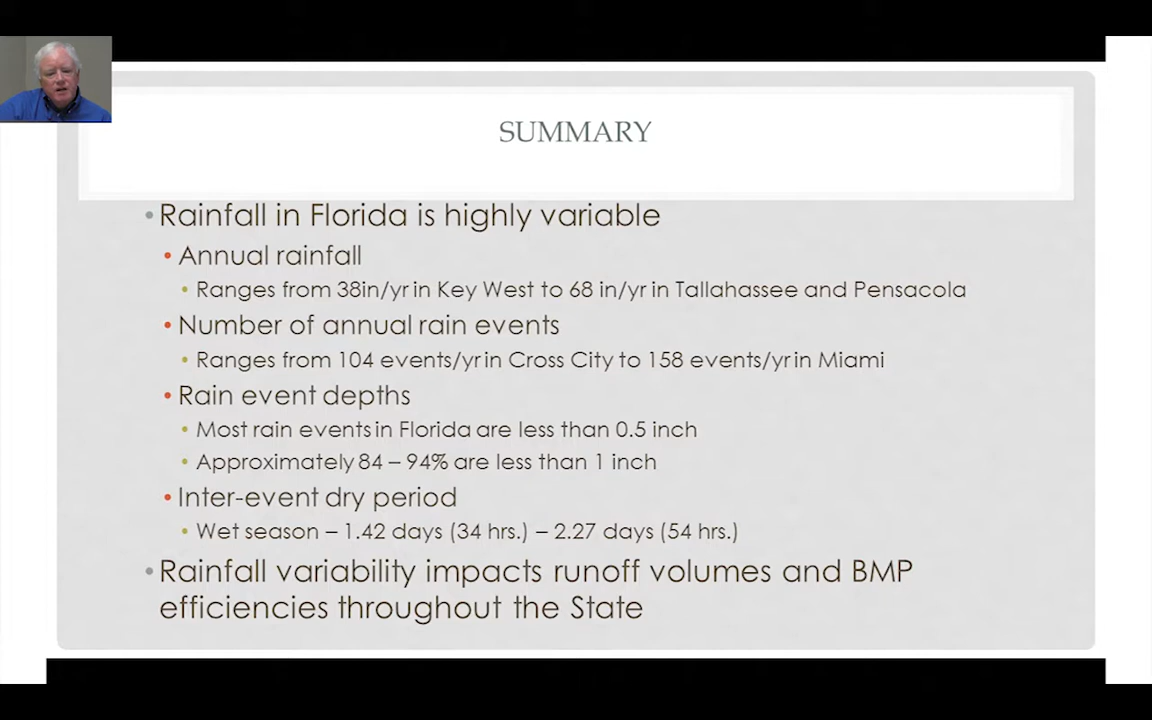 SUMMARY
• Rainfall in Florida is highly variable
• Annual rainfall
• Ranges from 38in/yr in Key West to 68 in/yr in Tallahassee and Pensacola
• Number of annual rain events
• Ranges from 104 events/yr in Cross City to 158 events/yr in Miami
• Rain event depths
• Most rain events in Florida are less than 0.5 inch
• Approximately 84 – 94% are less than 1 inch
• Inter-event dry period
• Wet season – 1.42 days (34 hrs.) – 2.27 days (54 hrs.)
• Rainfall variability impacts runoff volumes and BMP
efficiencies throughout the State